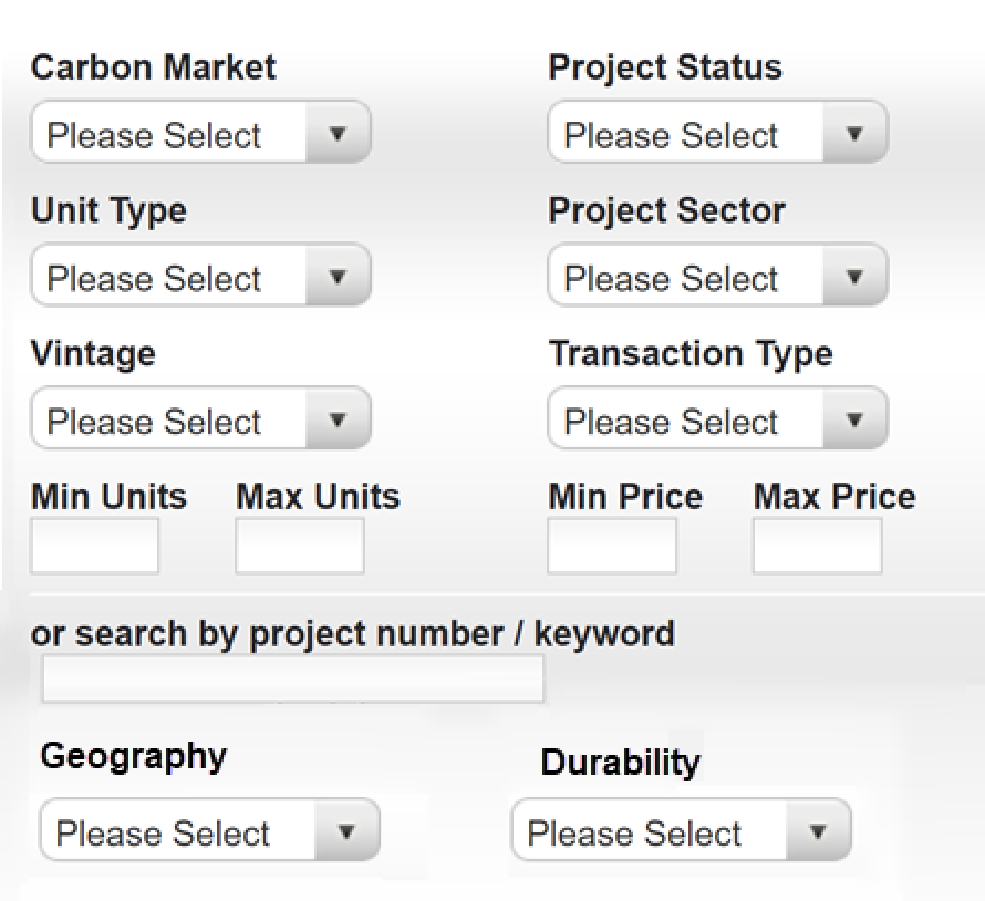 Carbon Market Project Status
Please Select ▼ Please Select ▼
Unit Type Project Sector
Please Select ▼ Please Select ▼
Vintage Transaction Type
Please Select ▼ Please Select ▼
Min Units Max Units Min Price Max Price
or search by project number / keyword
Geography Durability
Please Select ▼ Please Select ▼